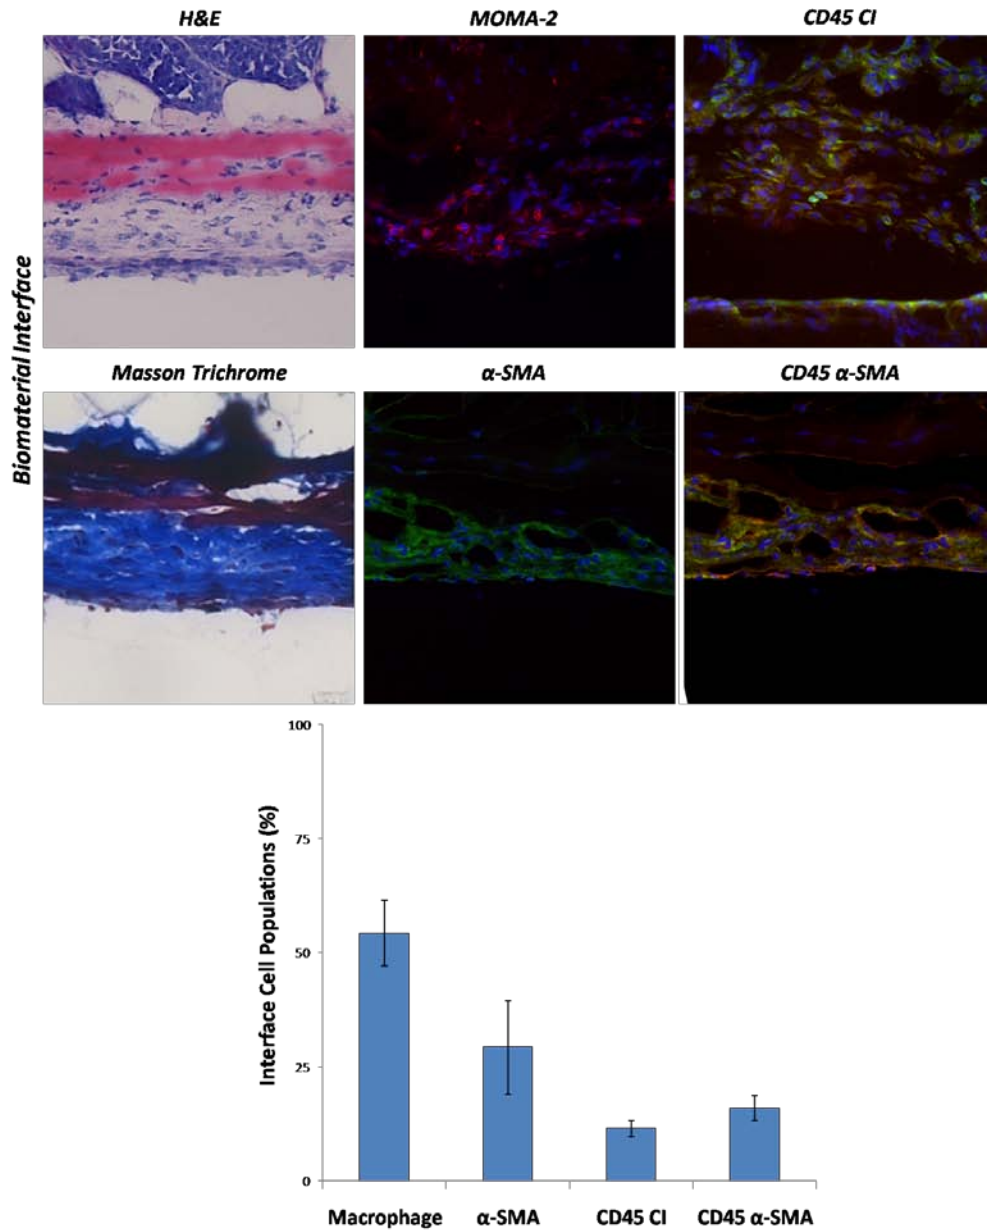 H&E
MOMA-2
CD45 CI
Biomaterial Interface
Masson Trichrome
α-SMA
CD45 α-SMA
Interface Cell Populations (%)
100
75
50
25
0
Macrophage
α-SMA
CD45 CI
CD45 α-SMA